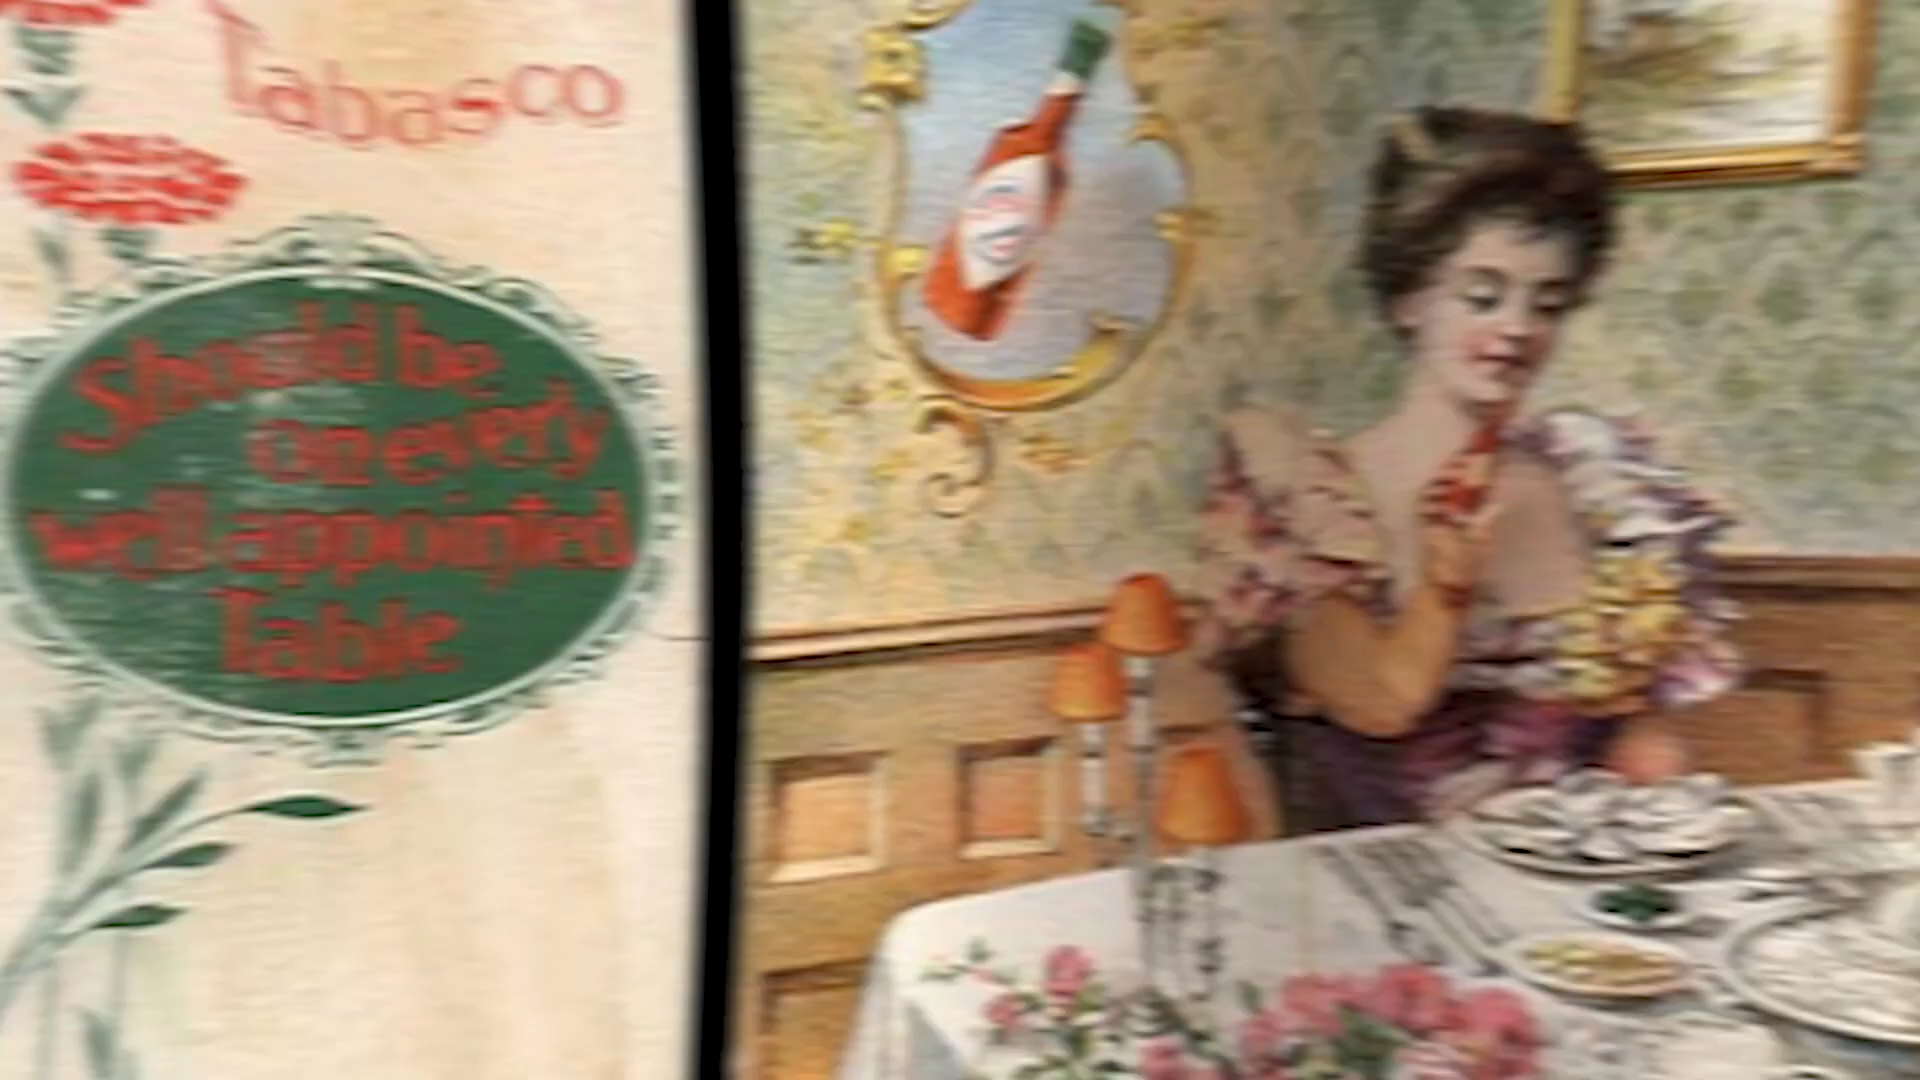 Tabasco
Should be
on every
well-appointed
Table